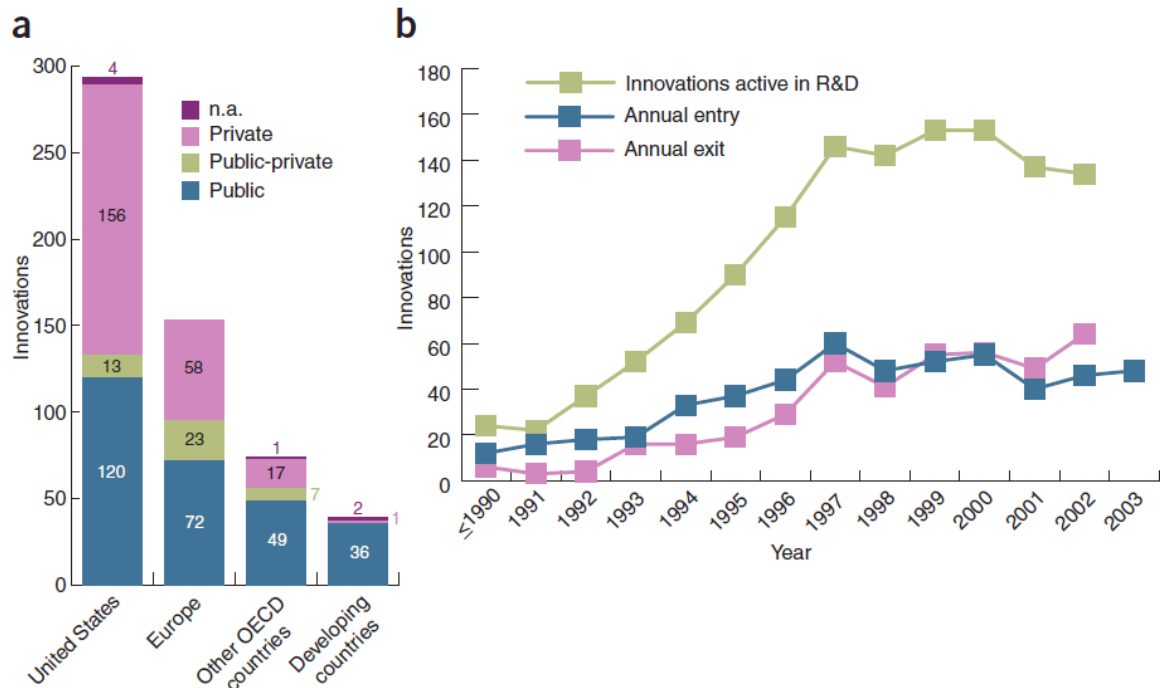 a
300
250
200
150
100
50
0
Innovations
n.a.
Private
Public-private
Public
4
156
13
120
58
23
72
1
17
7
49
2
1
36
United States
Europe
Other OECD
countries
Developing
countries
b
180
160
140
120
100
80
60
40
20
0
Innovations
Innovations active in R&D
Annual entry
Annual exit
≤1990
1991
1992
1993
1994
1995
1996
1997
1998
1999
2000
2001
2002
2003
Year